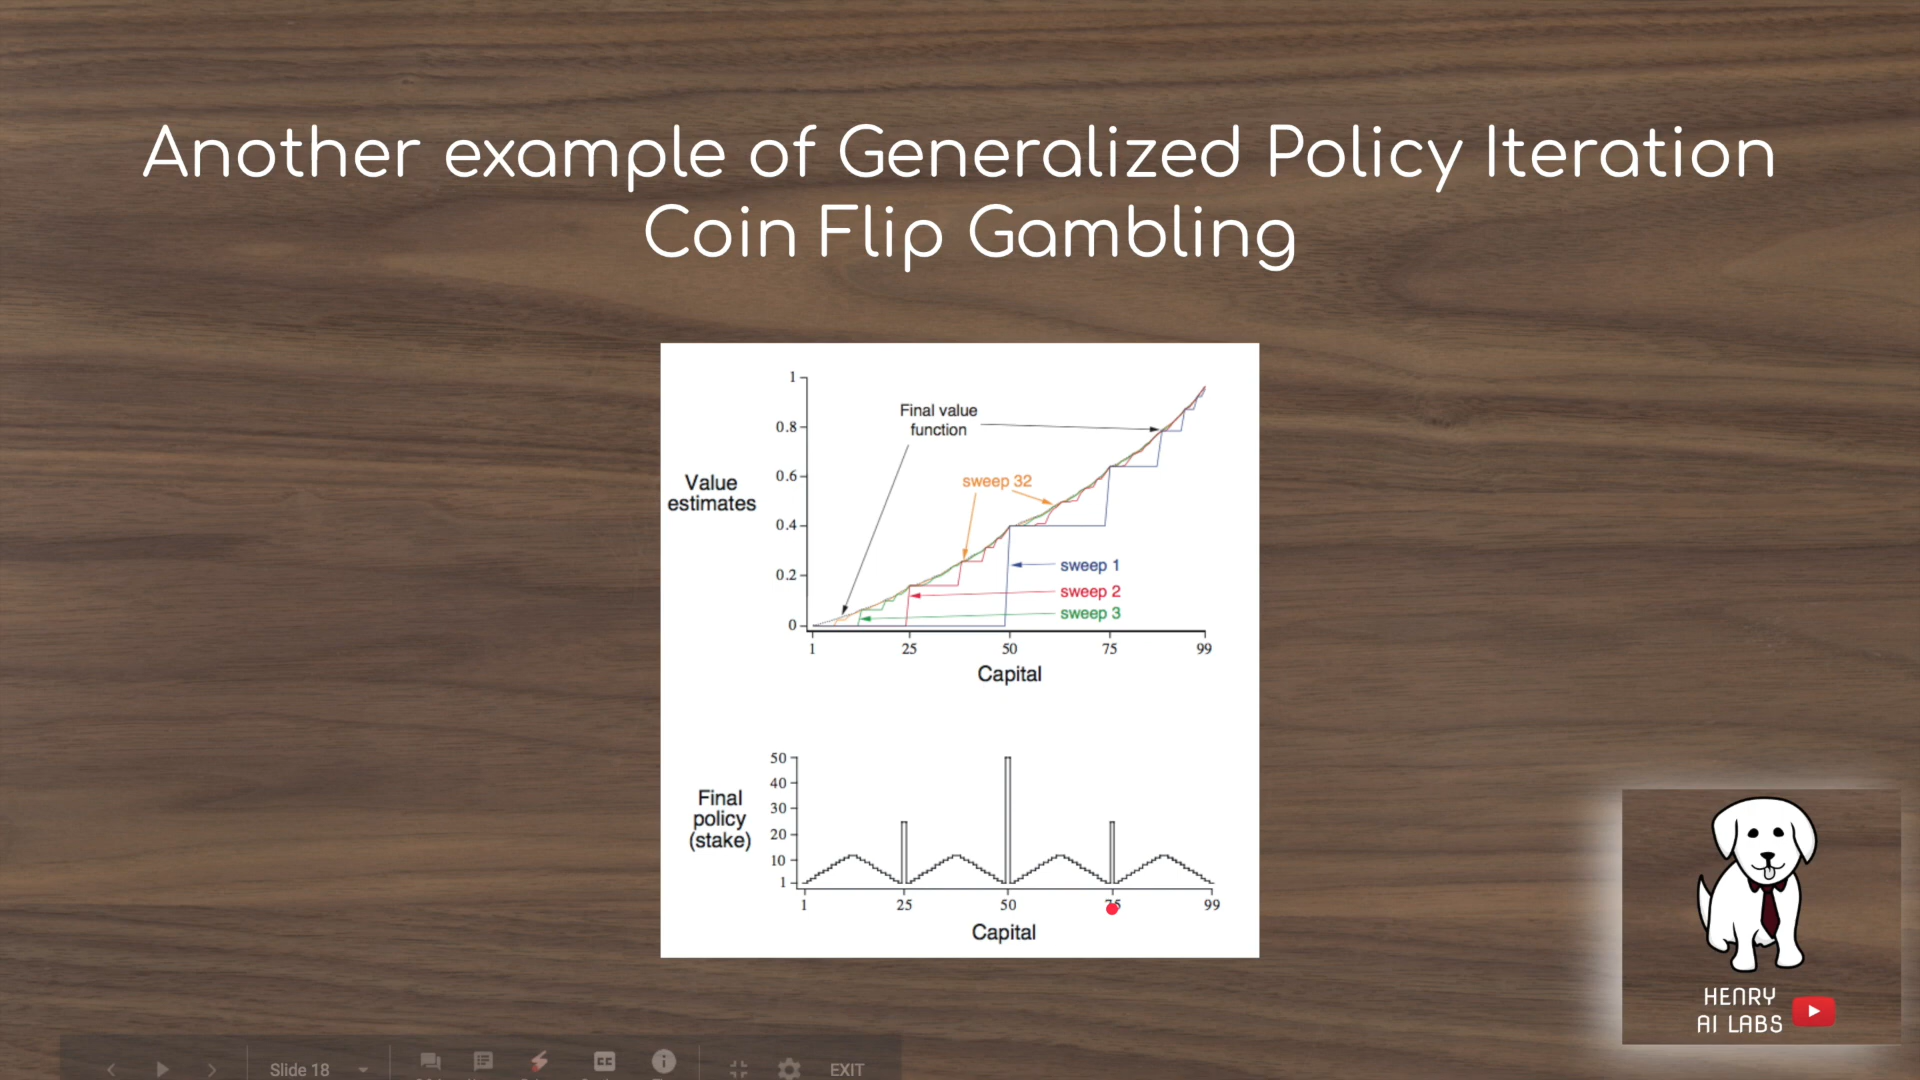 Another example of Generalized Policy Iteration
Coin Flip Gambling
1
0.8
0.6
0.4
0.2
0
Value
estimates
Final value
function
sweep 32
sweep 1
sweep 2
sweep 3
1 25 50 75 99
Capital
50
40
30
20
10
1
Final
policy
(stake)
1 25 50 75 99
Capital
HENRY
AI LABS
Slide 18
CC
EXIT